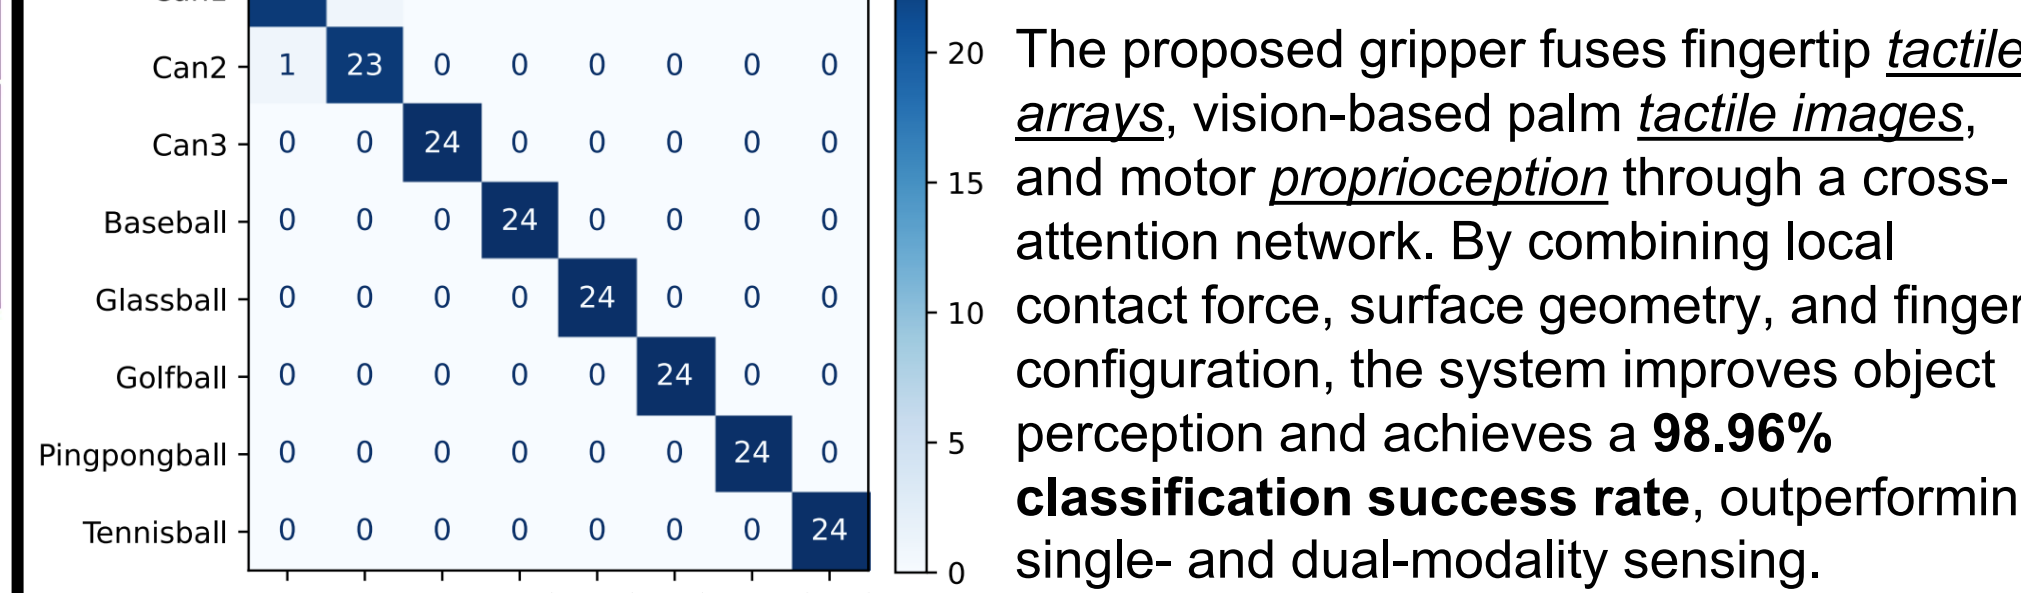 Can2 1 23 0 0 0 0 0 0
Can3 0 0 24 0 0 0 0 0
Baseball 0 0 0 24 0 0 0 0
Glassball 0 0 0 0 24 0 0 0
Golfball 0 0 0 0 0 24 0 0
Pingpongball 0 0 0 0 0 0 24 0
Tennisball 0 0 0 0 0 0 0 24
20
15
10
5
0
The proposed gripper fuses fingertip tactile
arrays, vision-based palm tactile images,
and motor proprioception through a cross-
attention network. By combining local
contact force, surface geometry, and finger
configuration, the system improves object
perception and achieves a 98.96%
classification success rate, outperformin
single- and dual-modality sensing.